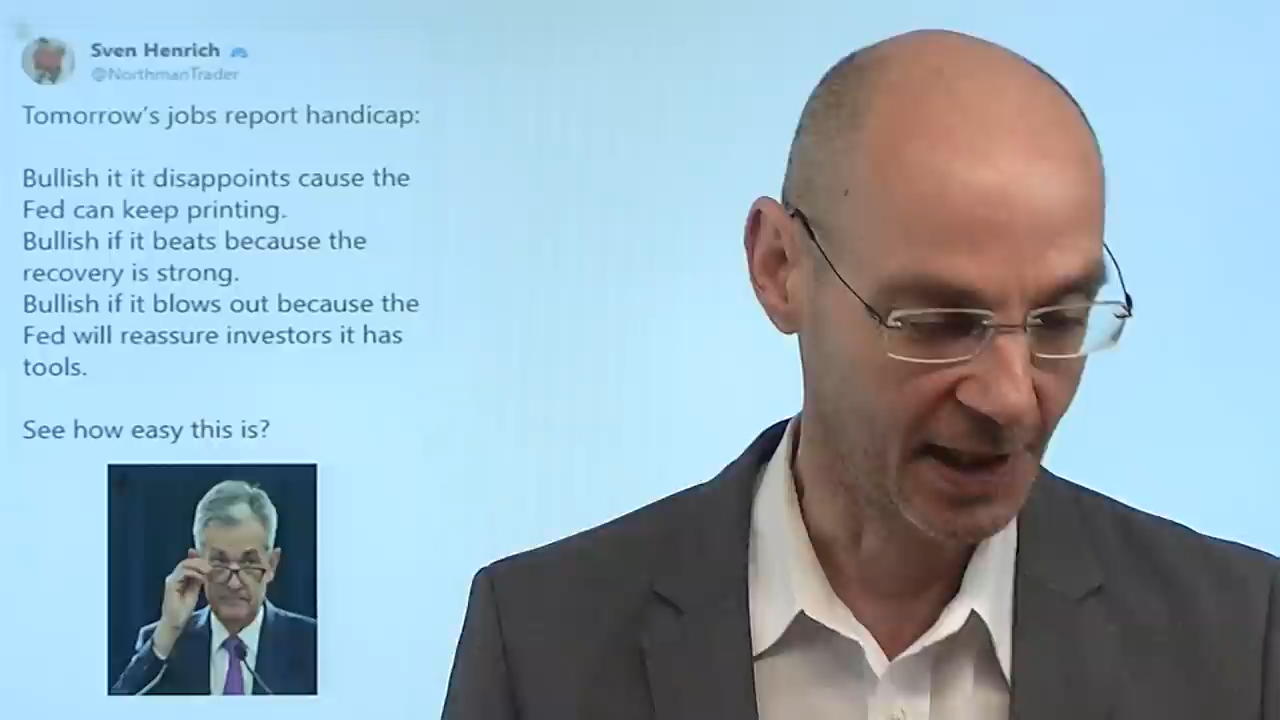 Sven Henrich
@NorthmanTrader
Tomorrow's jobs report handicap:
Bullish it it disappoints cause the
Fed can keep printing.
Bullish if it beats because the
recovery is strong.
Bullish if it blows out because the
Fed will reassure investors it has
tools.
See how easy this is?